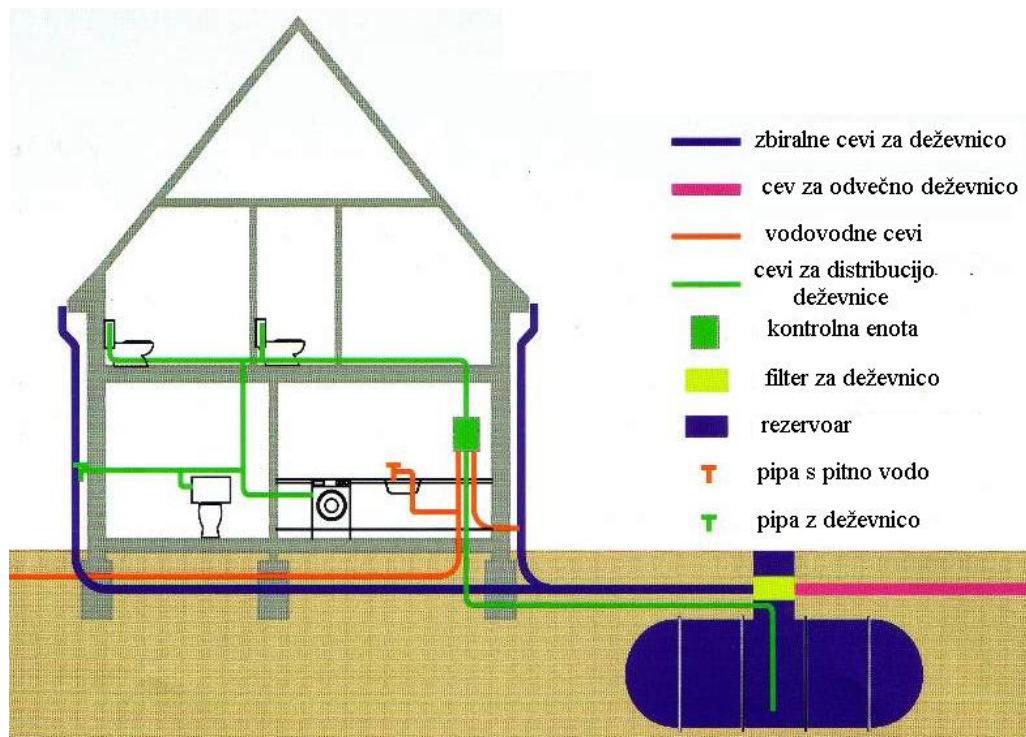 zbiralne cevi za deževnico
cev za odvečno deževnico
vodovodne cevi
cevi za distribucijo
deževnice
kontrolna enota
filter za deževnico
rezervoar
pipa s pitno vodo
pipa z deževnico